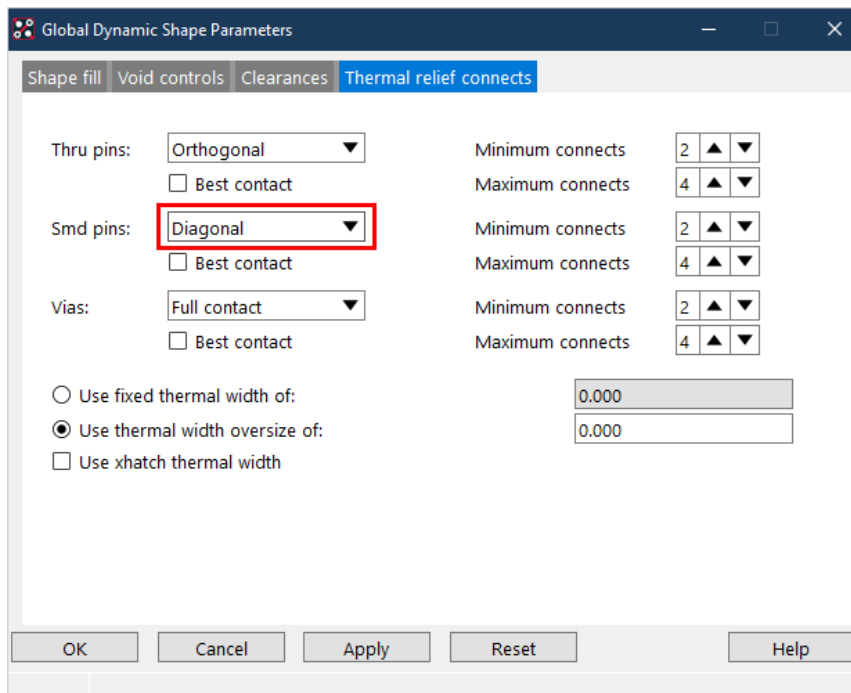 Global Dynamic Shape Parameters
Shape fill Void controls Clearances Thermal relief connects
Thru pins: Orthogonal Minimum connects 2
Best contact Maximum connects 4
Smd pins: Diagonal Minimum connects 2
Best contact Maximum connects 4
Vias: Full contact Minimum connects 2
Best contact Maximum connects 4
Use fixed thermal width of: 0.000
Use thermal width oversize of: 0.000
Use xhatch thermal width
OK Cancel Apply Reset Help